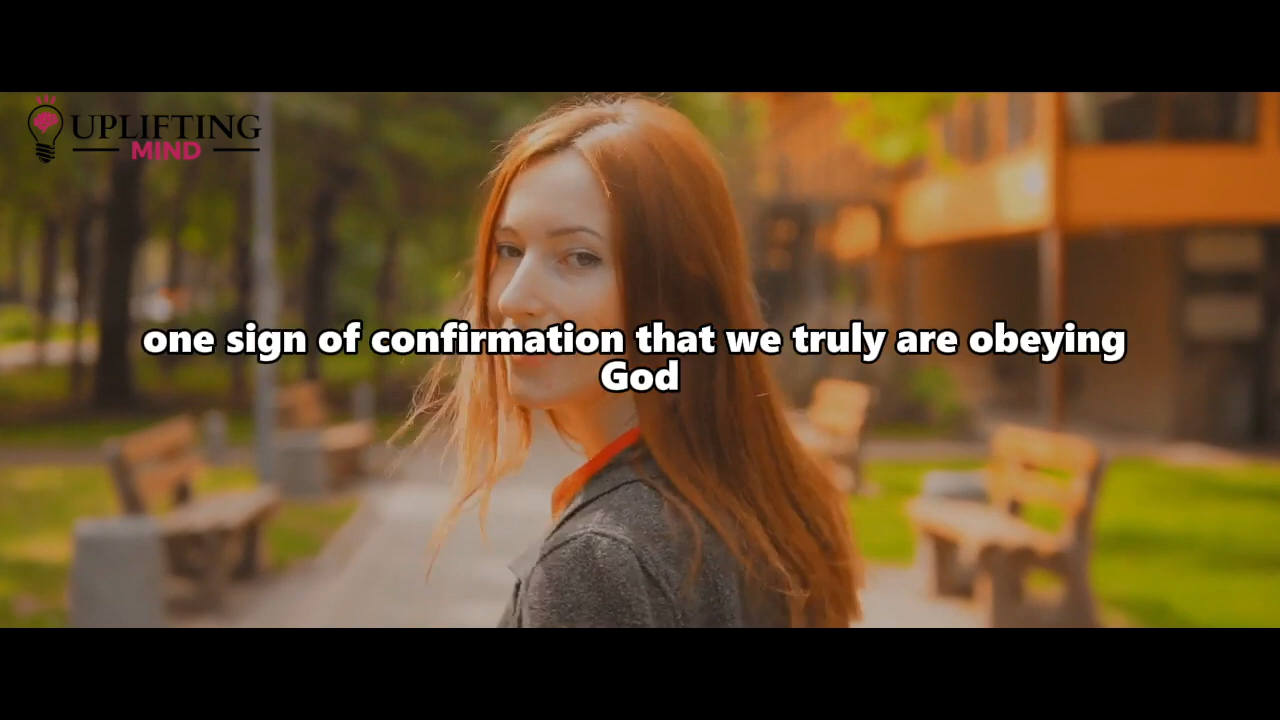 UPLIFTING
MIND
one sign of confirmation that we truly are obeying
God